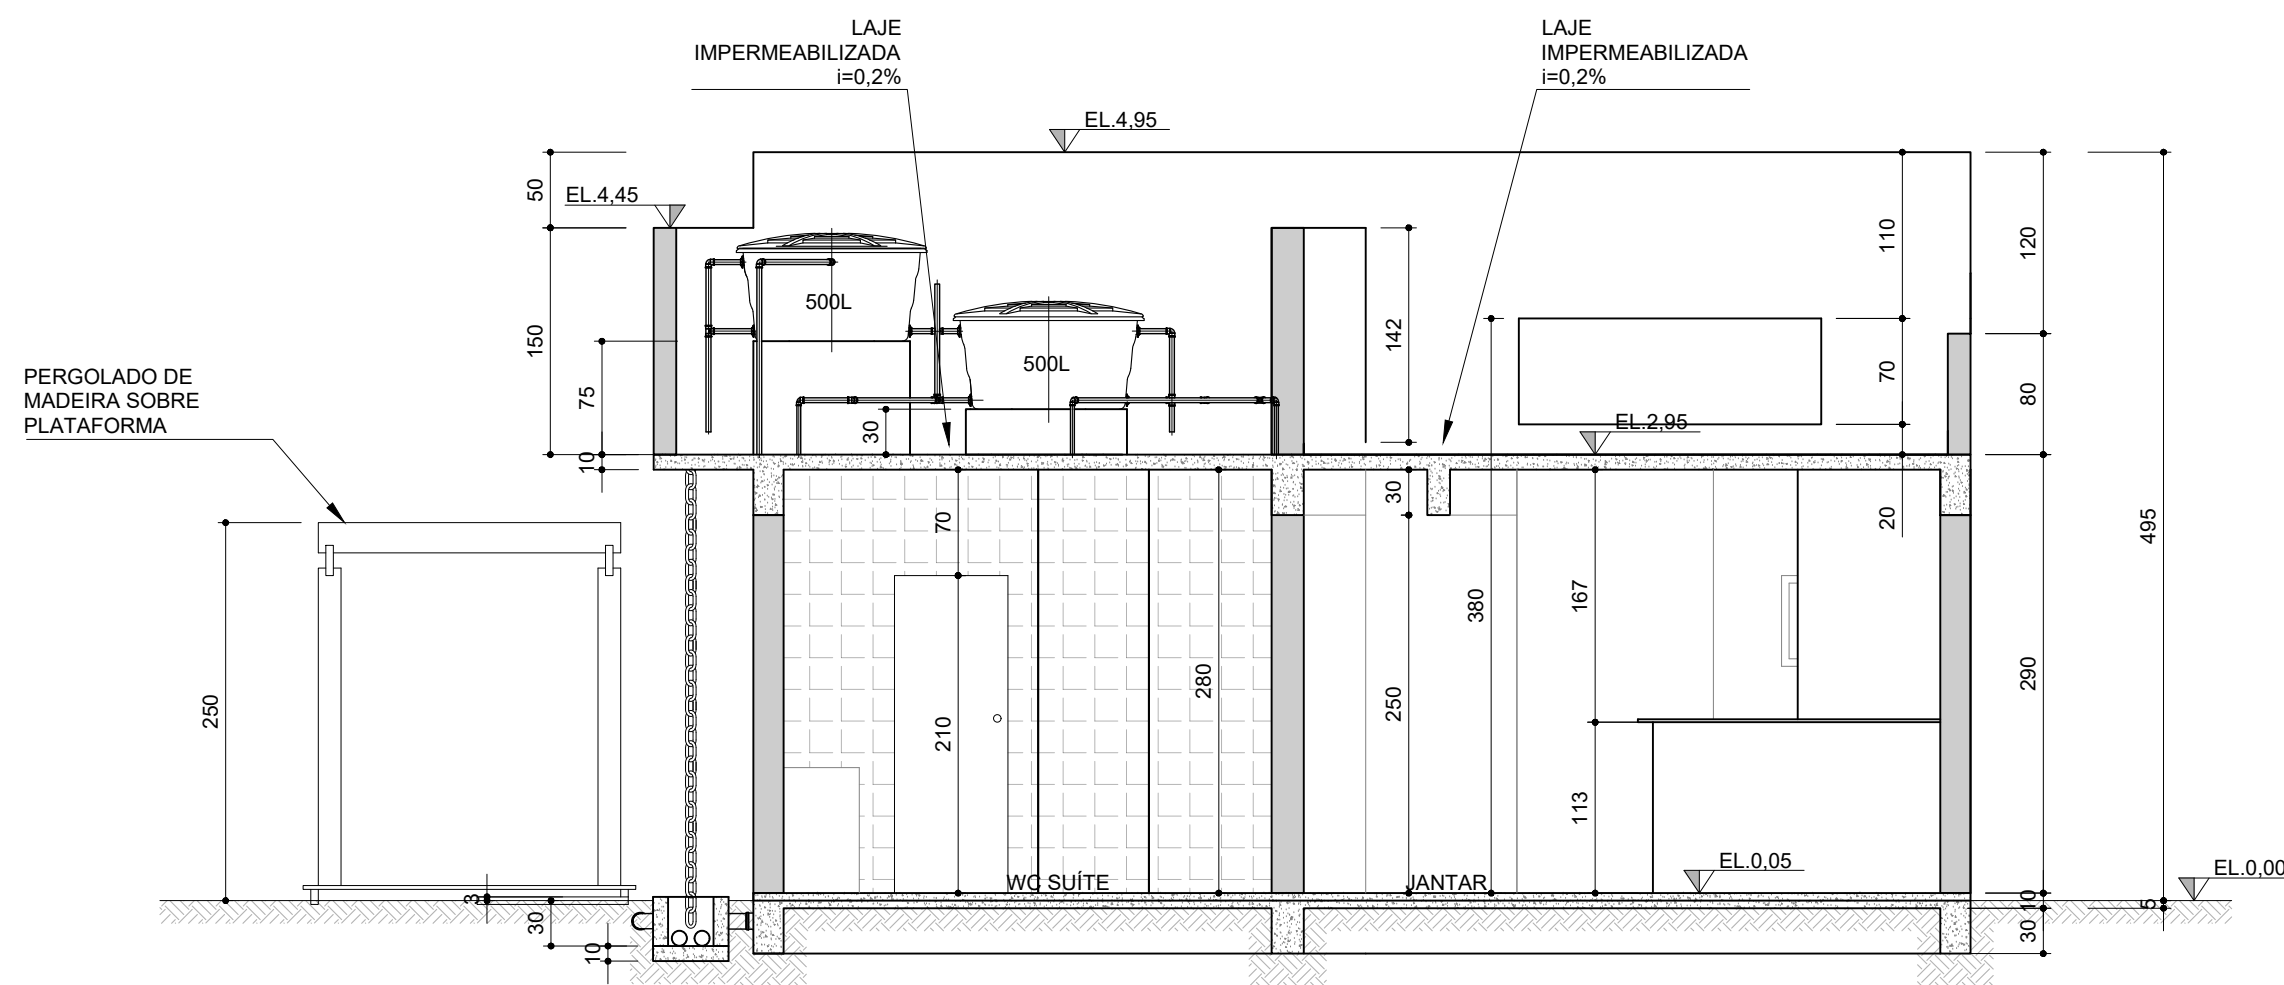 LAJE
IMPERMEABILIZADA
i=0,2%
LAJE
IMPERMEABILIZADA
i=0,2%
EL.4,95
EL.4,45
50
150
75
10
500L
500L
30
142
110
70
20
120
80
290
10
30
495
5
EL.2,95
PERGOLADO DE
MADEIRA SOBRE
PLATAFORMA
250
3
30
10
70
210
280
30
250
380
167
113
WC SUÍTE
JANTAR
EL.0,05
EL.0,00